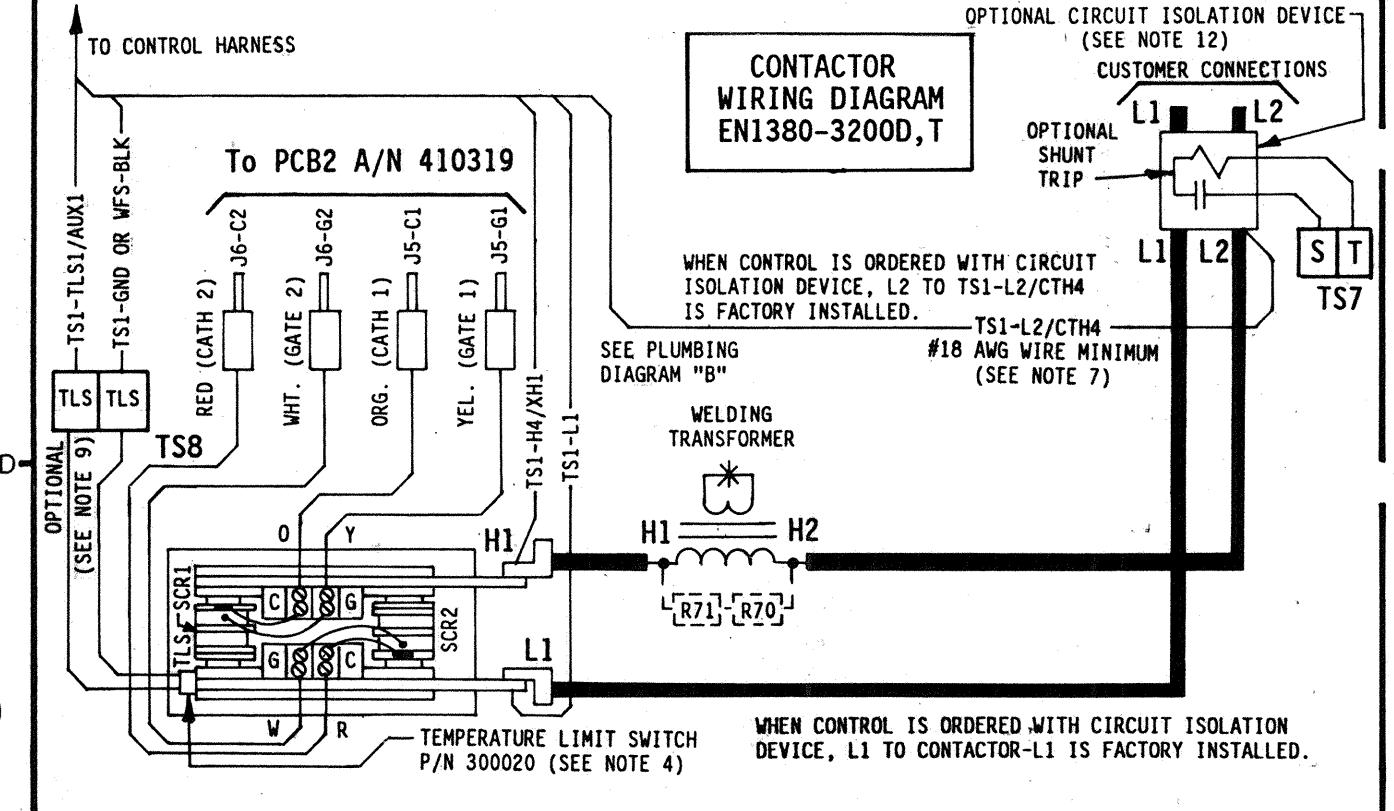 OPTIONAL CIRCUIT ISOLATION DEVICE
(SEE NOTE 12)
CUSTOMER CONNECTIONS
TO CONTROL HARNESS
CONTACTOR
WIRING DIAGRAM
EN1380-3200D,T
L1
L2
OPTIONAL
SHUNT
TRIP
To PCB2 A/N 410319
TS1-TLS1/AUX1
TS1-GND OR WFS-BLK
J6-C2
J6-G2
J5-C1
J5-G1
RED (CATH 2)
WHT. (GATE 2)
ORG. (CATH 1)
YEL. (GATE 1)
L1
L2
S
T
TS7
WHEN CONTROL IS ORDERED WITH CIRCUIT
ISOLATION DEVICE, L2 TO TS1-L2/CTH4
IS FACTORY INSTALLED.
TS1-L2/CTH4
#18 AWG WIRE MINIMUM
(SEE NOTE 7)
SEE PLUMBING
DIAGRAM "B"
TLS
TLS
TS8
TS1-H4/XH1
TS1-L1
WELDING
TRANSFORMER
D
OPTIONAL
(SEE NOTE 9)
O
Y
H1
H1
H2
R71
R70
SCR1
TLS
C
G
G
C
SCR2
L1
W
R
TEMPERATURE LIMIT SWITCH
P/N 300020 (SEE NOTE 4)
WHEN CONTROL IS ORDERED WITH CIRCUIT ISOLATION
DEVICE, L1 TO CONTACTOR-L1 IS FACTORY INSTALLED.